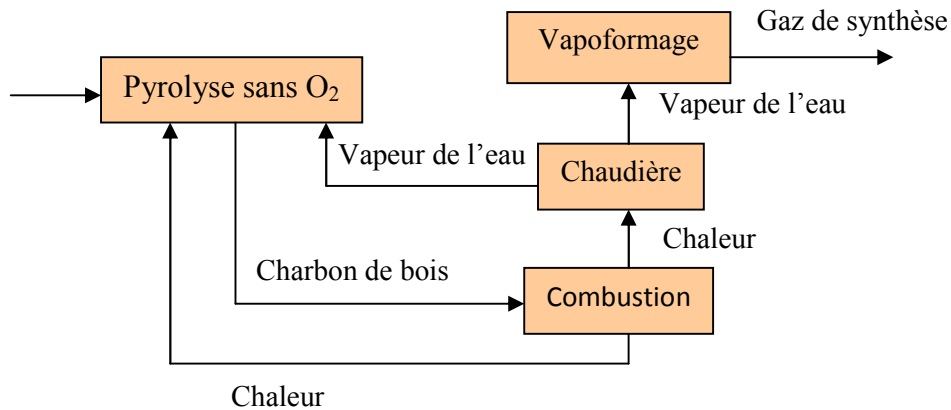 Gaz de synthèse
Vapoformage
Pyrolyse sans O₂
Vapeur de l’eau
Vapeur de l’eau
Chaudière
Chaleur
Charbon de bois
Combustion
Chaleur